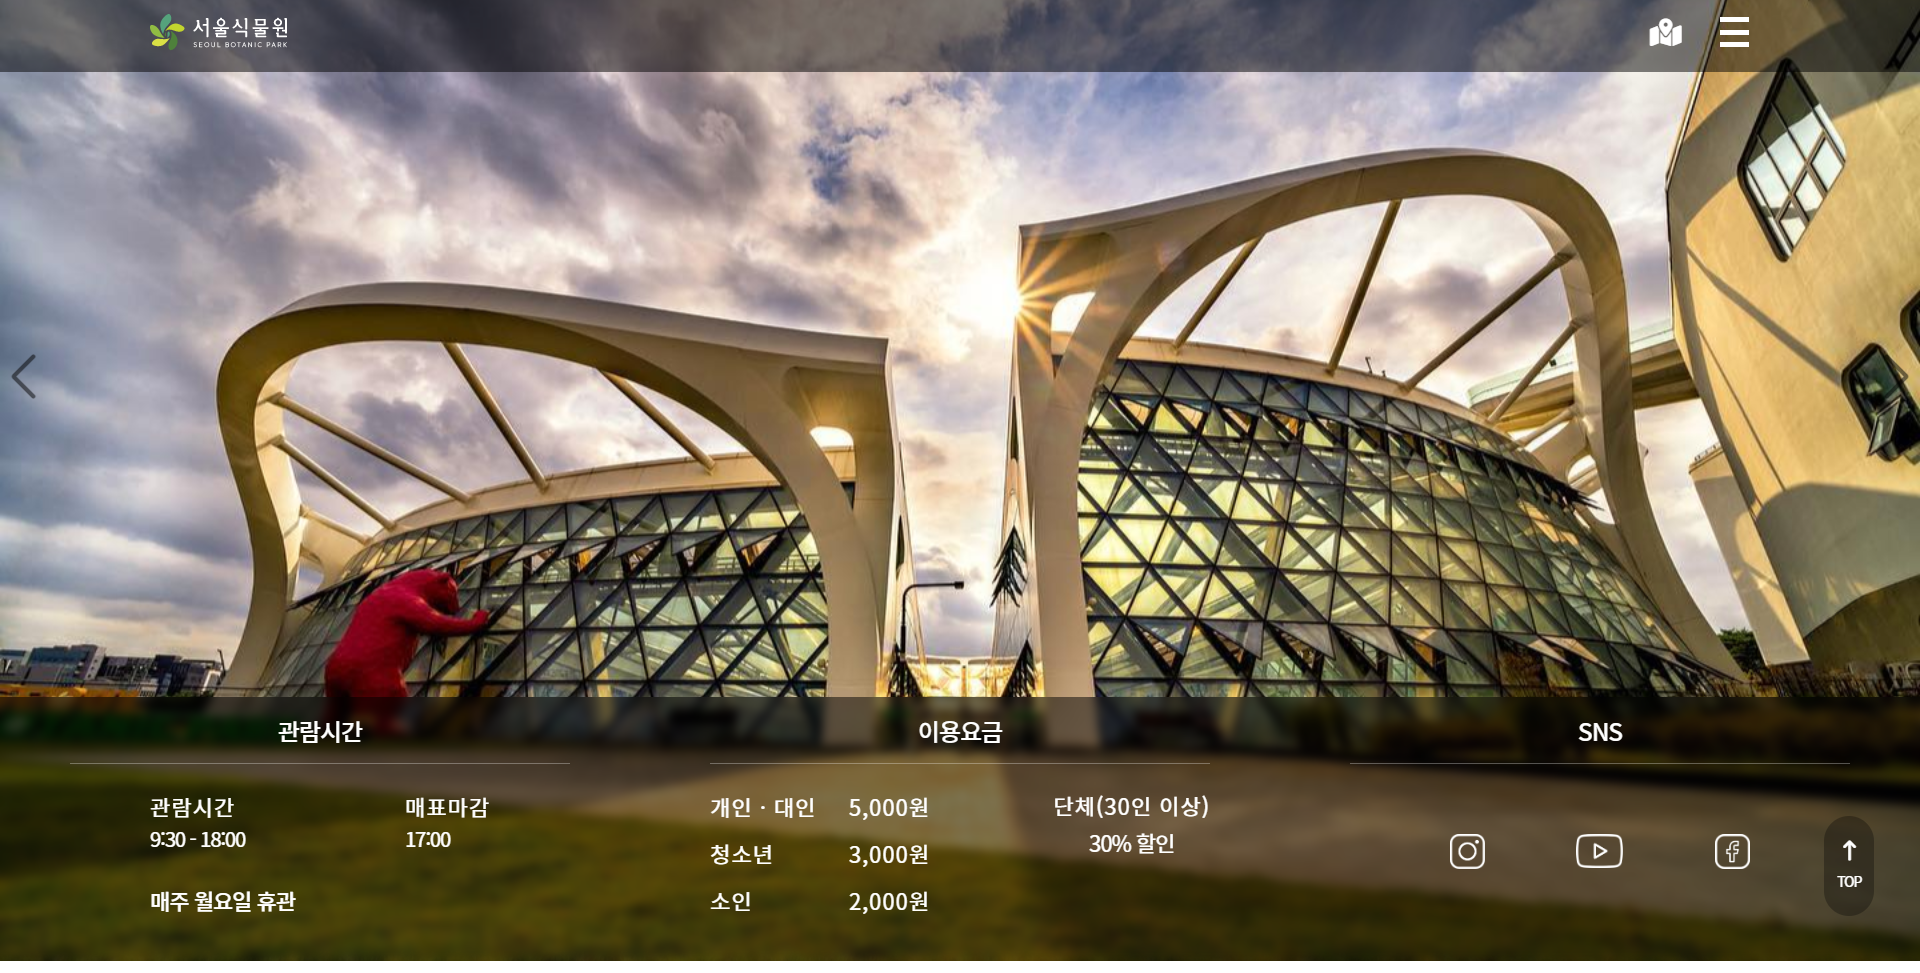 서울식물원
SEOUL BOTANIC PARK
관람시간
관람시간
9:30 - 18:00
매표마감
17:00
매주 월요일 휴관
이용요금
개인 · 대인 5,000원
청소년 3,000원
소인 2,000원
단체(30인 이상)
30% 할인
SNS
TOP